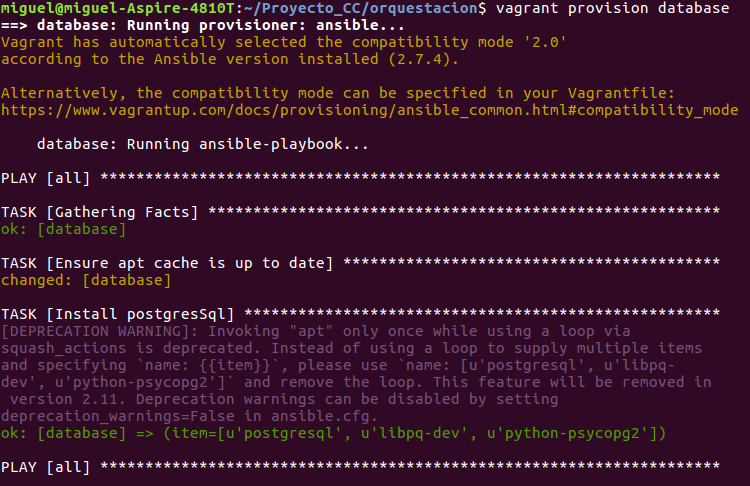 miguel@miguel-Aspire-4810T:~/Proyecto_CC/orquestacion$ vagrant provision database
==> database: Running provisioner: ansible...
Vagrant has automatically selected the compatibility mode '2.0'
according to the Ansible version installed (2.7.4).

Alternatively, the compatibility mode can be specified in your Vagrantfile:
https://www.vagrantup.com/docs/provisioning/ansible_common.html#compatibility_mode

    database: Running ansible-playbook...

PLAY [all] *********************************************************************

TASK [Gathering Facts] *********************************************************
ok: [database]

TASK [Ensure apt cache is up to date] ******************************************
changed: [database]

TASK [Install postgresSql] *****************************************************
[DEPRECATION WARNING]: Invoking "apt" only once while using a loop via
squash_actions is deprecated. Instead of using a loop to supply multiple items
and specifying `name: {{item}}`, please use `name: [u'postgresql', u'libpq-
dev', u'python-psycopg2']` and remove the loop. This feature will be removed in
 version 2.11. Deprecation warnings can be disabled by setting
deprecation_warnings=False in ansible.cfg.
ok: [database] => (item=[u'postgresql', u'libpq-dev', u'python-psycopg2'])

PLAY [all] *********************************************************************